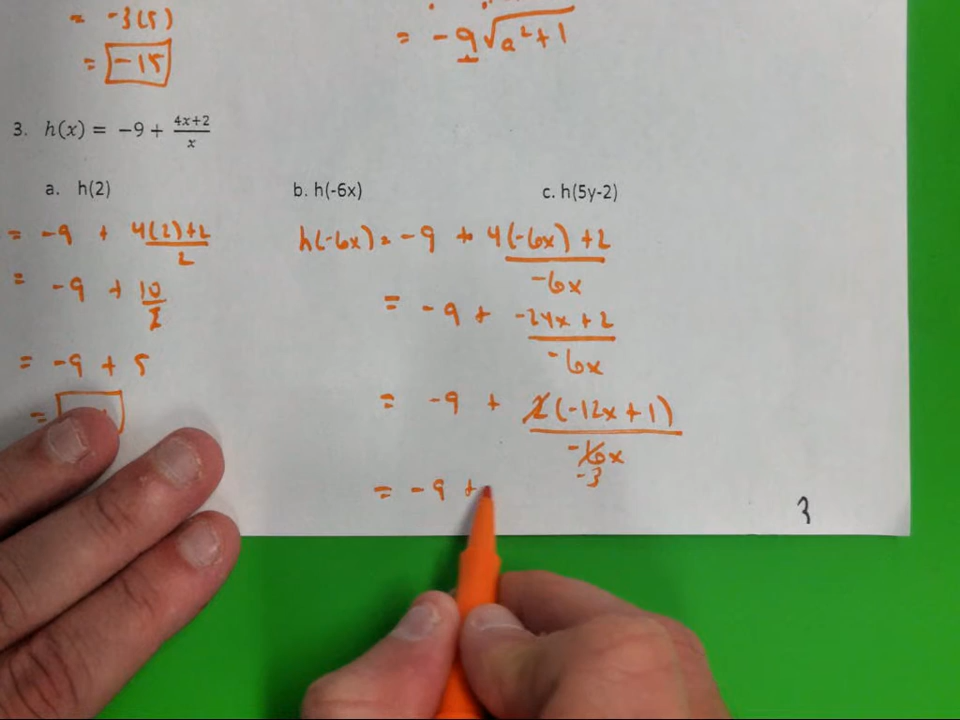 = -3(5)
= -15
= -9√a²+1
3. h(x) = -9 + (4x+2)/x
a. h(2)
= -9 + (4(2)+2)/2
= -9 + 10/2
= -9 + 5
=
b. h(-6x)
h(-6x) = -9 + (4(-6x)+2)/-6x
= -9 + (-24x+2)/-6x
= -9 + 2(-12x+1)/-6x
-3
= -9 +
c. h(5y-2)
3